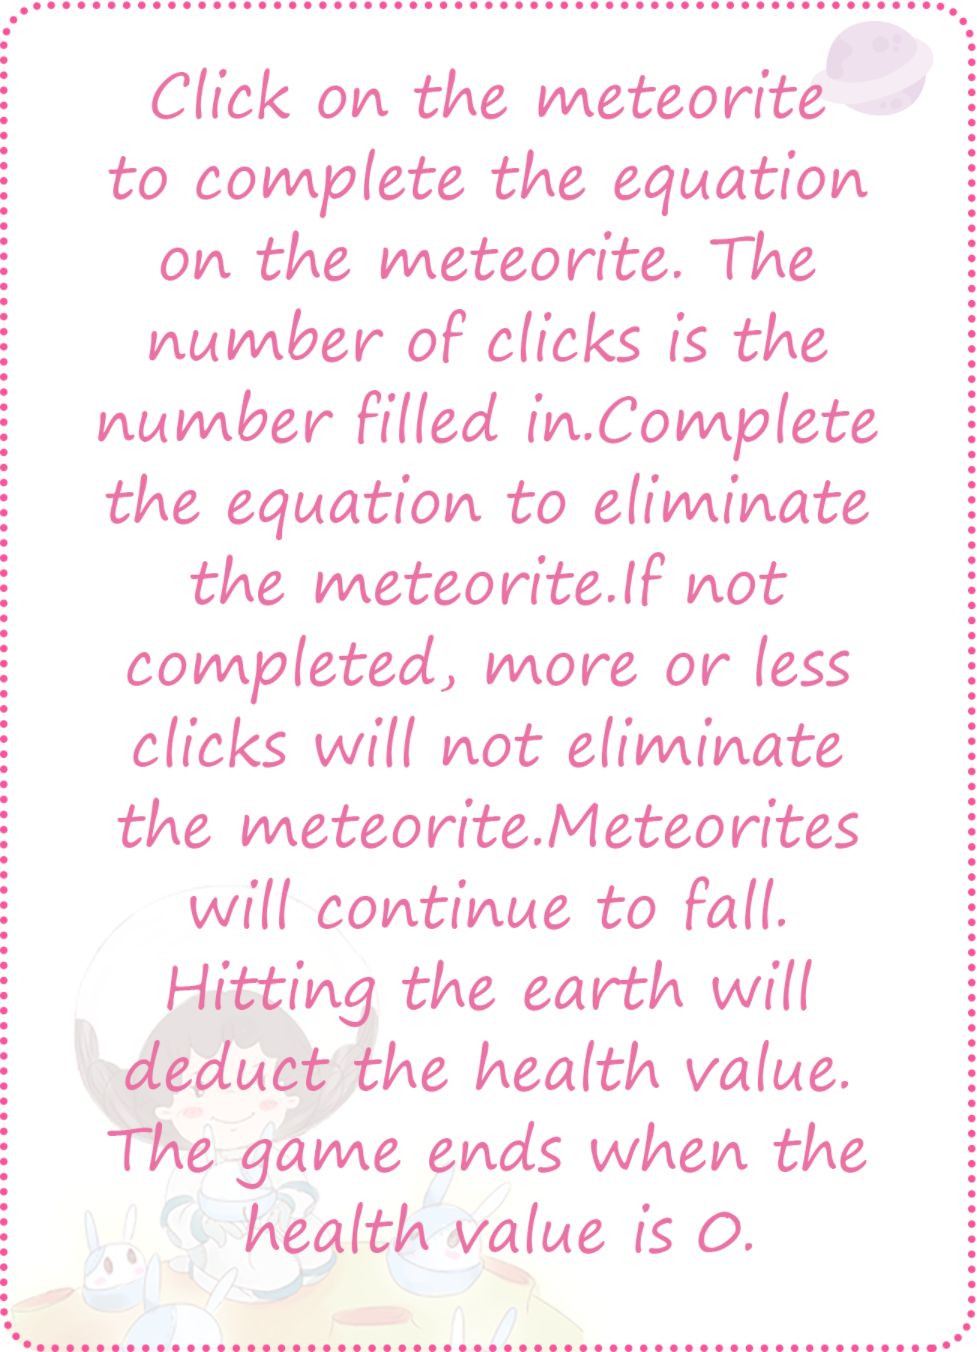 Click on the meteorite
to complete the equation
on the meteorite. The
number of clicks is the
number filled in.Complete
the equation to eliminate
the meteorite.If not
completed, more or less
clicks will not eliminate
the meteorite.Meteorites
will continue to fall.
Hitting the earth will
deduct the health value.
The game ends when the
health value is 0.